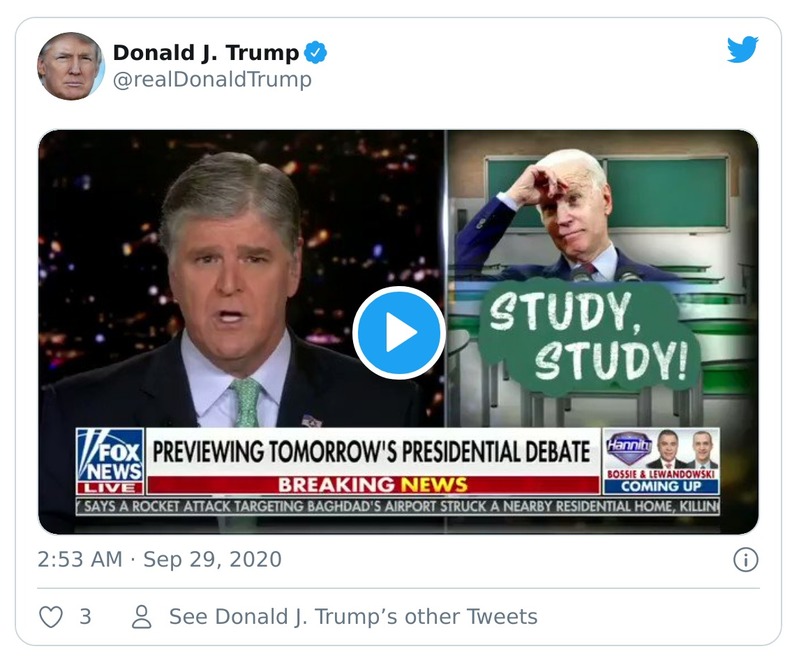 Donald J. Trump
@realDonaldTrump
STUDY,
STUDY!
FOX
NEWS
LIVE
PREVIEWING TOMORROW'S PRESIDENTIAL DEBATE
BREAKING NEWS
Hannity
BOSSIE & LEWANDOWSKI
COMING UP
SAYS A ROCKET ATTACK TARGETING BAGHDAD'S AIRPORT STRUCK A NEARBY RESIDENTIAL HOME, KILLIN
2:53 AM · Sep 29, 2020
3
See Donald J. Trump’s other Tweets